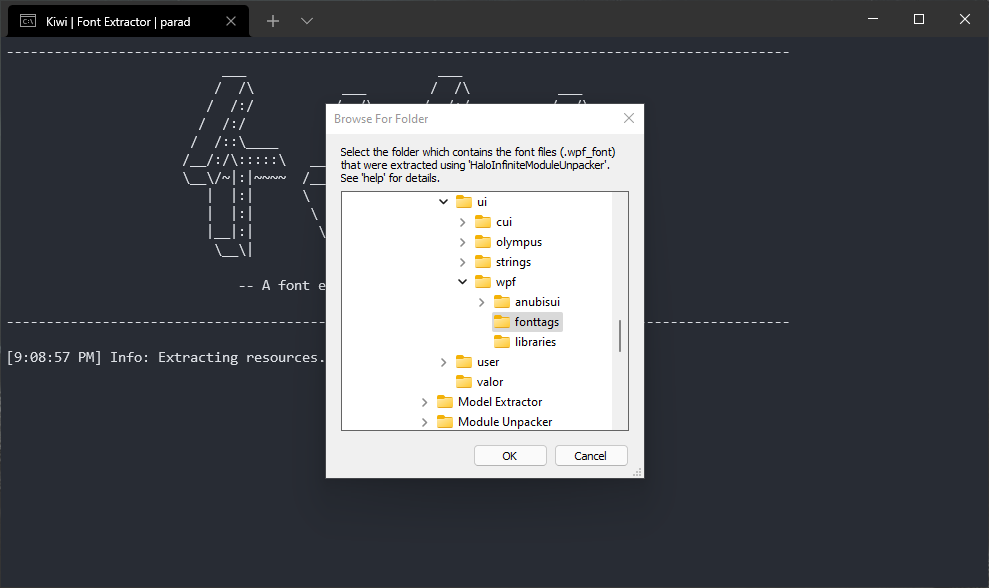 Kiwi | Font Extractor | parad
Browse For Folder
Select the folder which contains the font files (.wpf_font)
that were extracted using 'HaloInfiniteModuleUnpacker'.
See 'help' for details.
ui
cui
olympus
strings
wpf
anubisui
fonttags
libraries
user
valor
Model Extractor
Module Unpacker
OK
Cancel
-- A font e
[9:08:57 PM] Info: Extracting resources.